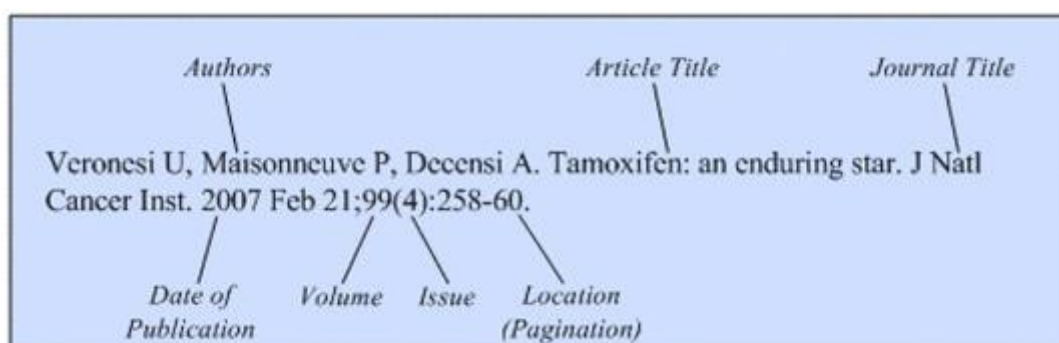 Authors Article Title Journal Title
Veronesi U, Maisonneuve P, Decensi A. Tamoxifen: an enduring star. J Natl
Cancer Inst. 2007 Feb 21;99(4):258-60.
Date of Volume Issue Location
Publication (Pagination)